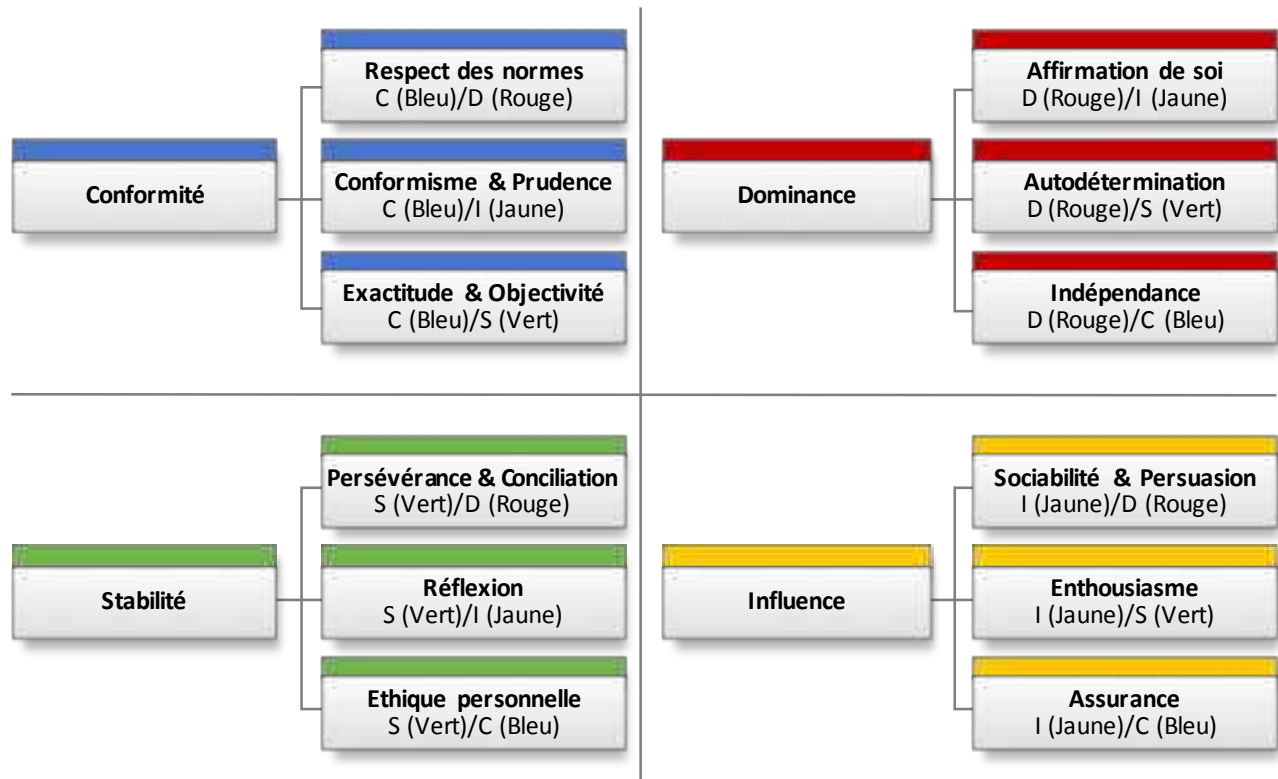 Respect des normes
C (Bleu)/D (Rouge)
Conformité
Conformisme & Prudence
C (Bleu)/I (Jaune)
Exactitude & Objectivité
C (Bleu)/S (Vert)
Affirmation de soi
D (Rouge)/I (Jaune)
Dominance
Autodétermination
D (Rouge)/S (Vert)
Indépendance
D (Rouge)/C (Bleu)
Persévérance & Conciliation
S (Vert)/D (Rouge)
Stabilité
Réflexion
S (Vert)/I (Jaune)
Ethique personnelle
S (Vert)/C (Bleu)
Sociabilité & Persuasion
I (Jaune)/D (Rouge)
Influence
Enthousiasme
I (Jaune)/S (Vert)
Assurance
I (Jaune)/C (Bleu)